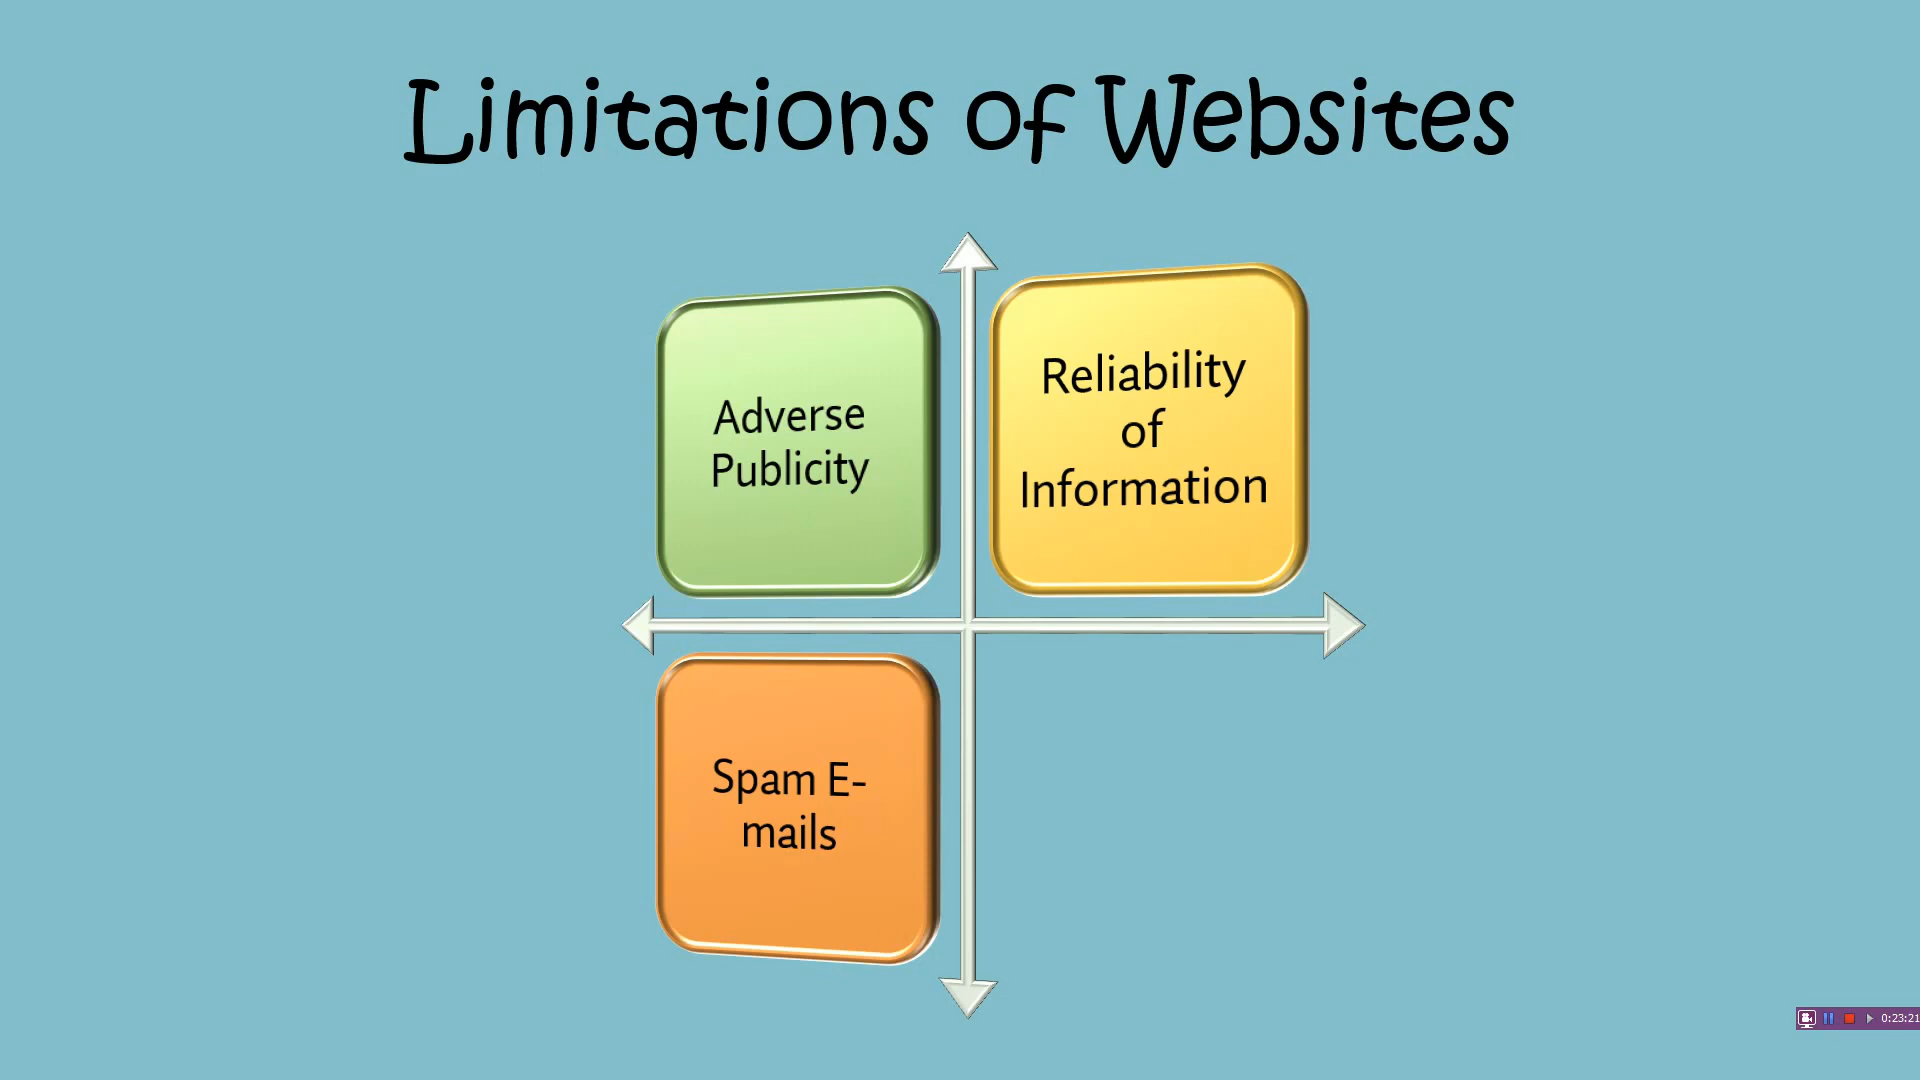 Limitations of Websites
Adverse
Publicity
Reliability
of
Information
Spam E-
mails
0:23:21